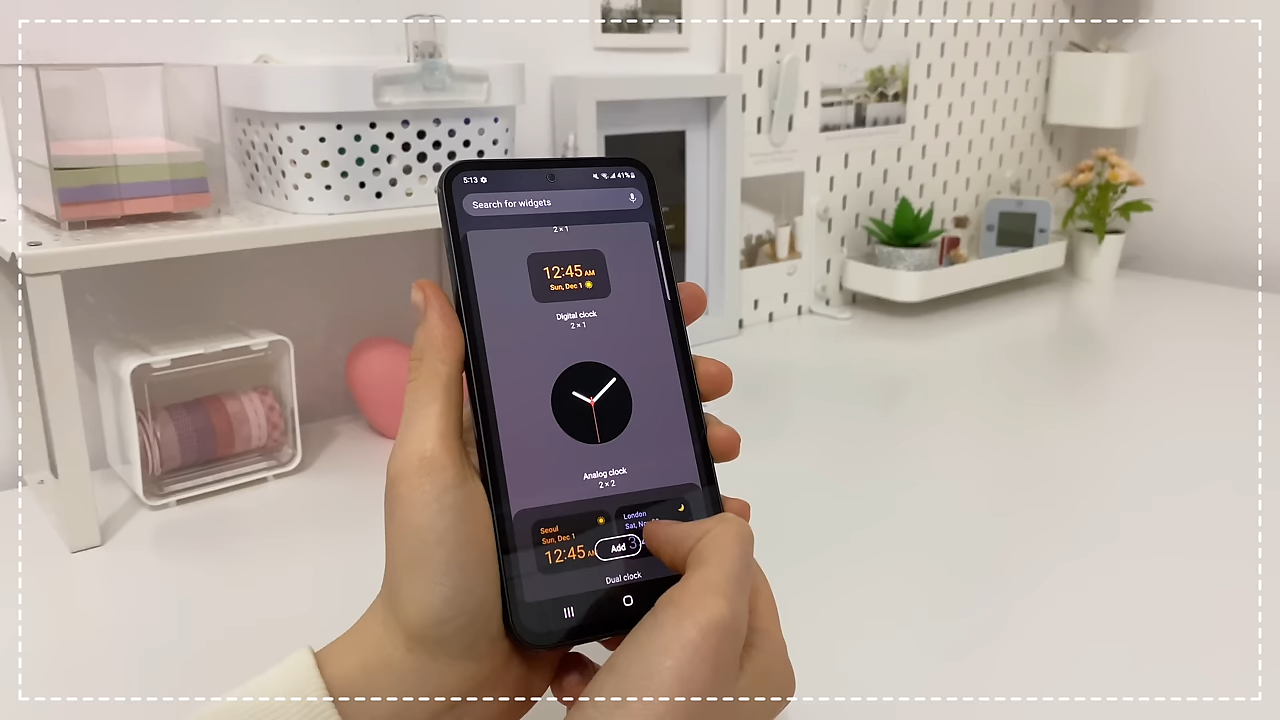 5:13
41%
Search for widgets
2 × 1
12:45 AM
Sun, Dec 1
Digital clock
2 × 1
Analog clock
2 × 2
Seoul
Sun, Dec 1
12:45
London
Sat,
Add
Dual clock